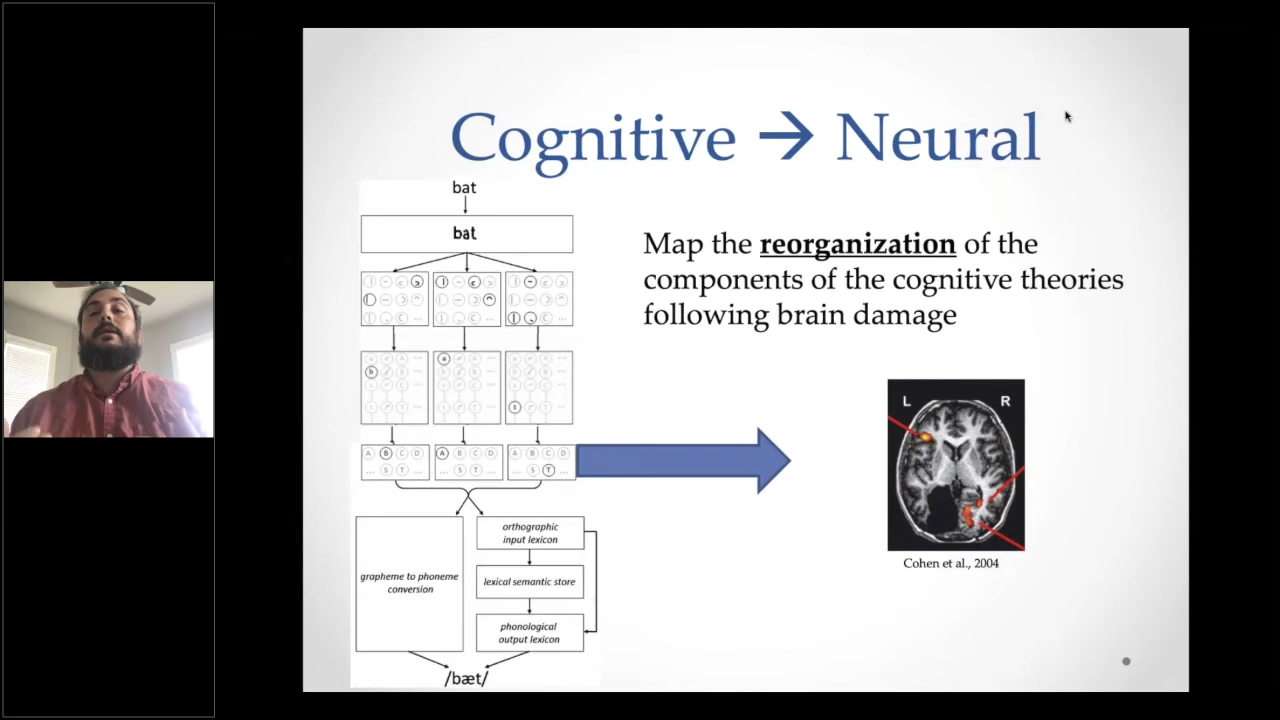 Cognitive → Neural
bat
bat
Map the reorganization of the
components of the cognitive theories
following brain damage
L R
A B C D
... S T ...
A B C D
... S T ...
A B C D
... S T ...
orthographic
input lexicon
grapheme to phoneme
conversion
lexical semantic store
phonological
output lexicon
/bæt/
Cohen et al., 2004